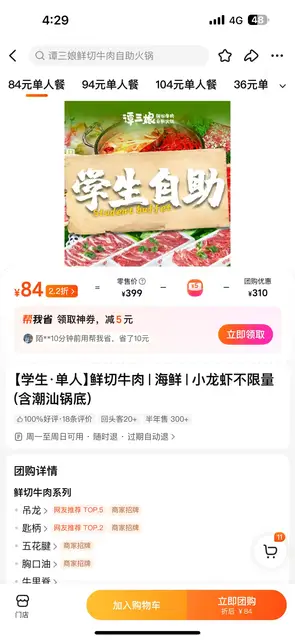 4:29
4G 48
谭三娘鲜切牛肉自助火锅
84元单人餐 94元单人餐 104元单人餐 36元单
谭三娘 鲜切牛肉自助火锅
学生自助
¥84 2.2折> = 零售价 ¥399 - 团购优惠 ¥310
帮我省 领取神券，减5元
陌**10分钟前用帮我省，省了10元
立即领取
【学生·单人】鲜切牛肉 | 海鲜 | 小龙虾不限量
(含潮汕锅底)
100%好评·18条评价 回头客20+ 半年售 300+
周一至周日可用 · 随时退 · 过期自动退>
团购详情
鲜切牛肉系列
· 吊龙> 网友推荐 TOP.5 商家招牌
· 匙柄> 网友推荐 TOP.2 商家招牌
· 五花腱> 商家招牌
· 胸口油> 商家招牌
· 牛里脊
11
门店
加入购物车
立即团购
折后 ¥84